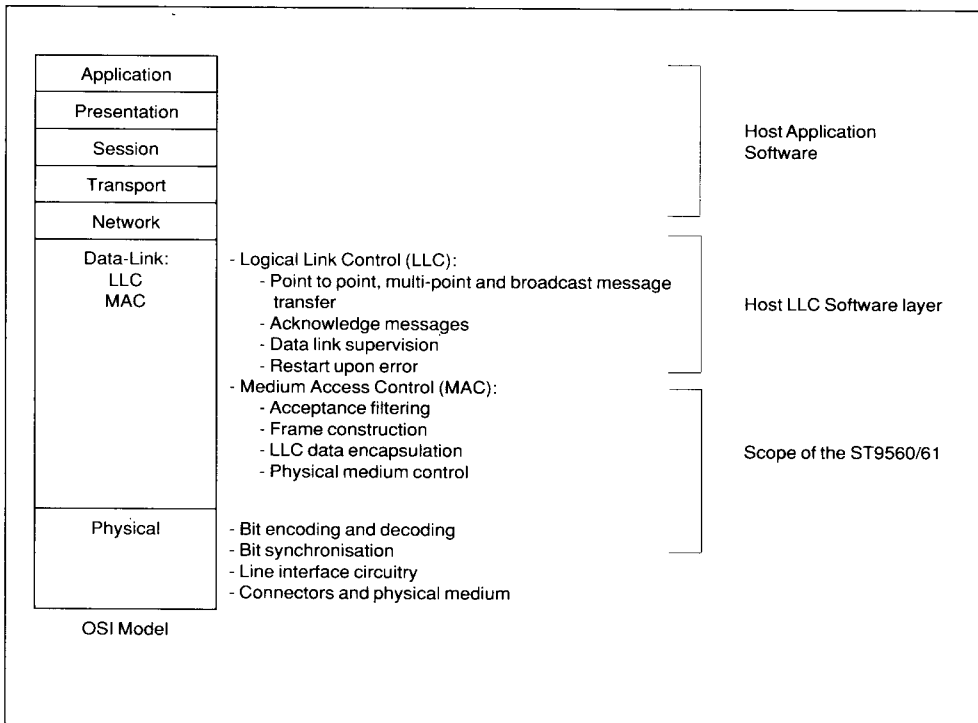 Application
Presentation
Session
Transport
Network
Host Application
Software
Data-Link:
LLC
MAC
- Logical Link Control (LLC):
- Point to point, multi-point and broadcast message
transfer
- Acknowledge messages
- Data link supervision
- Restart upon error
Host LLC Software layer
- Medium Access Control (MAC):
- Acceptance filtering
- Frame construction
- LLC data encapsulation
- Physical medium control
Scope of the ST9560/61
Physical
- Bit encoding and decoding
- Bit synchronisation
- Line interface circuitry
- Connectors and physical medium
OSI Model